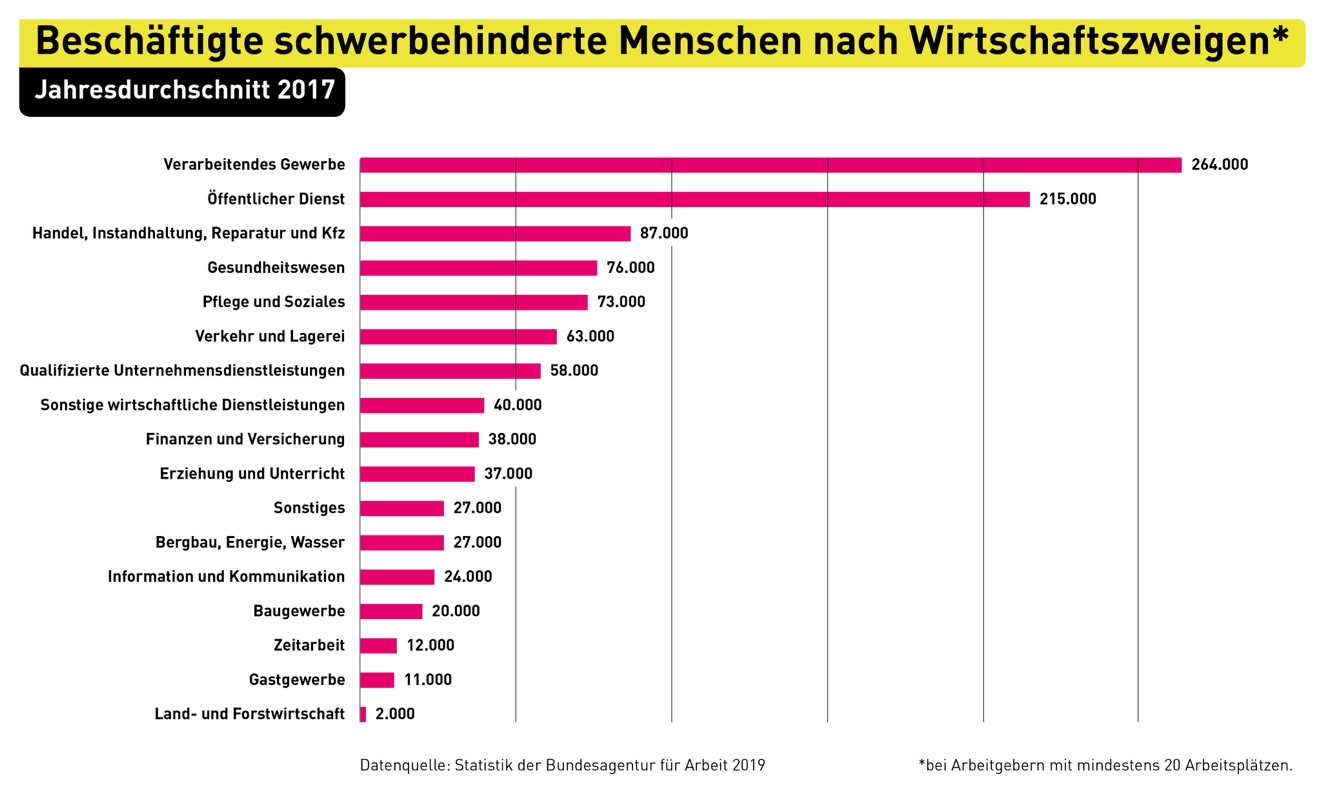 Beschäftigte schwerbehinderte Menschen nach Wirtschaftszweigen*
Jahresdurchschnitt 2017
Verarbeitendes Gewerbe 264.000
Öffentlicher Dienst 215.000
Handel, Instandhaltung, Reparatur und Kfz 87.000
Gesundheitswesen 76.000
Pflege und Soziales 73.000
Verkehr und Lagerei 63.000
Qualifizierte Unternehmensdienstleistungen 58.000
Sonstige wirtschaftliche Dienstleistungen 40.000
Finanzen und Versicherung 38.000
Erziehung und Unterricht 37.000
Sonstiges 27.000
Bergbau, Energie, Wasser 27.000
Information und Kommunikation 24.000
Baugewerbe 20.000
Zeitarbeit 12.000
Gastgewerbe 11.000
Land- und Forstwirtschaft 2.000
Datenquelle: Statistik der Bundesagentur für Arbeit 2019 *bei Arbeitgebern mit mindestens 20 Arbeitsplätzen.